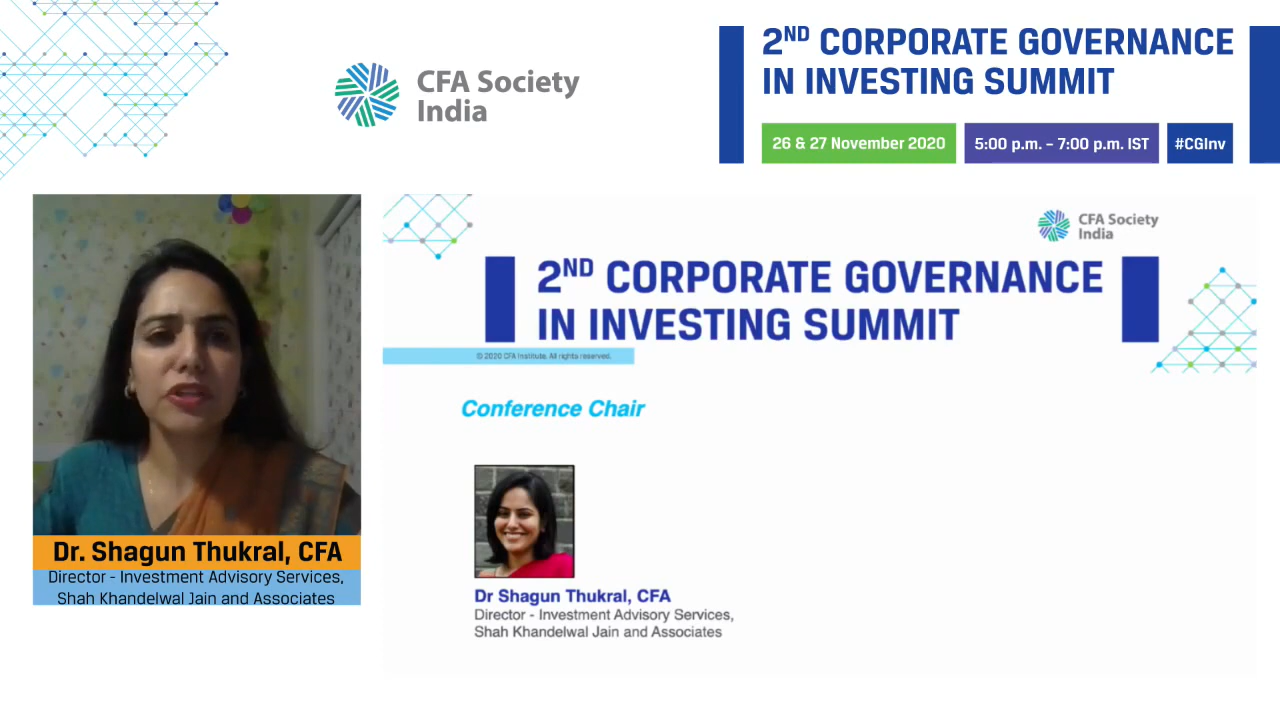 CFA Society
India
2ND CORPORATE GOVERNANCE
IN INVESTING SUMMIT
26 & 27 November 2020
5:00 p.m. – 7:00 p.m. IST
#CGInv
Dr. Shagun Thukral, CFA
Director - Investment Advisory Services,
Shah Khandelwal Jain and Associates
CFA Society
India
2ND CORPORATE GOVERNANCE
IN INVESTING SUMMIT
© 2020 CFA Institute. All rights reserved.
Conference Chair
Dr Shagun Thukral, CFA
Director - Investment Advisory Services,
Shah Khandelwal Jain and Associates